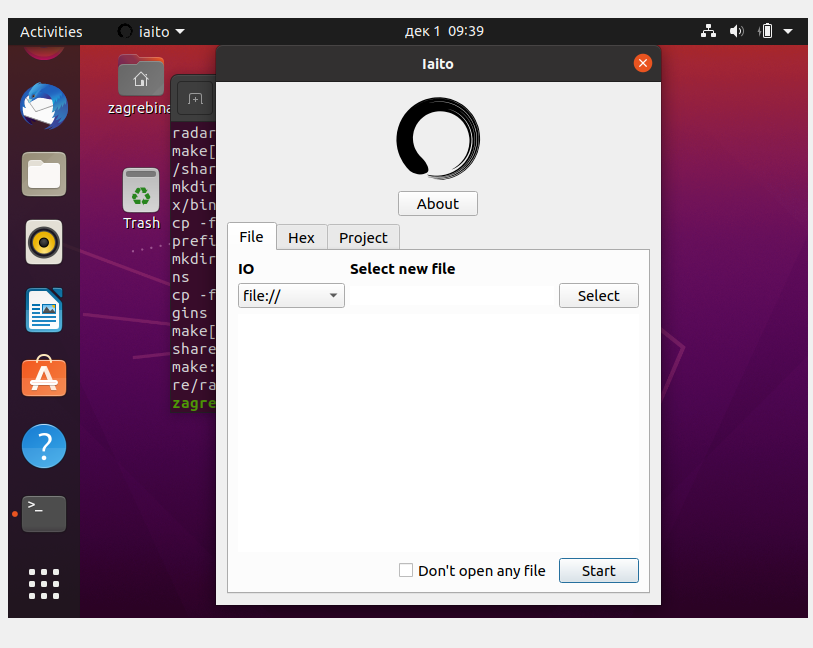 Activities
iaito
дек 1 09:39
Iaito
zagrebina
Trash
radar
make[
/shar
mkdir
x/bin
cp -f
prefi
mkdir
ns
cp -f
gins
make[
share
make:
re/ra
zagre
About
File
Hex
Project
IO
Select new file
file://
Select
Don't open any file
Start
?
>_